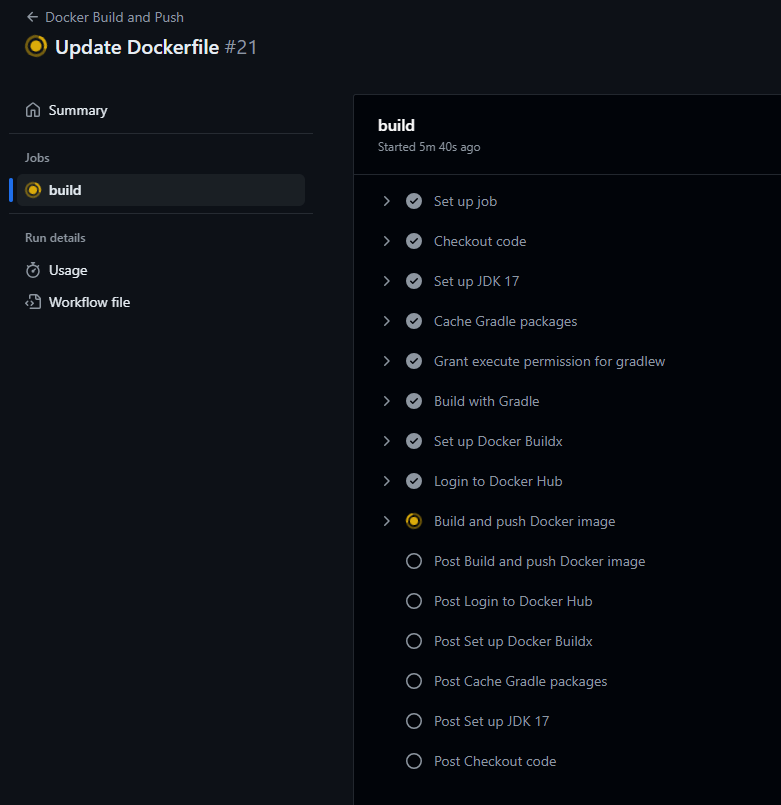 Docker Build and Push
Update Dockerfile #21
Summary
Jobs
build
Run details
Usage
Workflow file
build
Started 5m 40s ago
Set up job
Checkout code
Set up JDK 17
Cache Gradle packages
Grant execute permission for gradlew
Build with Gradle
Set up Docker Buildx
Login to Docker Hub
Build and push Docker image
Post Build and push Docker image
Post Login to Docker Hub
Post Set up Docker Buildx
Post Cache Gradle packages
Post Set up JDK 17
Post Checkout code